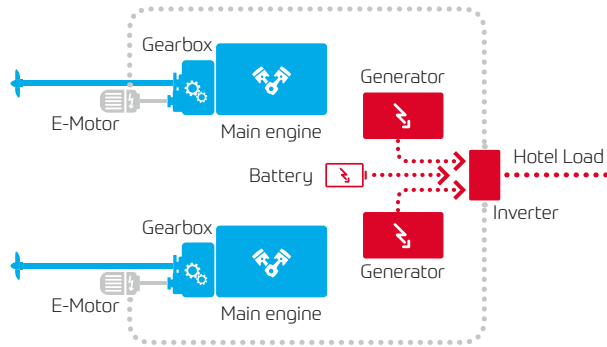 Gearbox
E-Motor
Main engine
Generator
Battery
Hotel Load
Inverter
Gearbox
E-Motor
Main engine
Generator